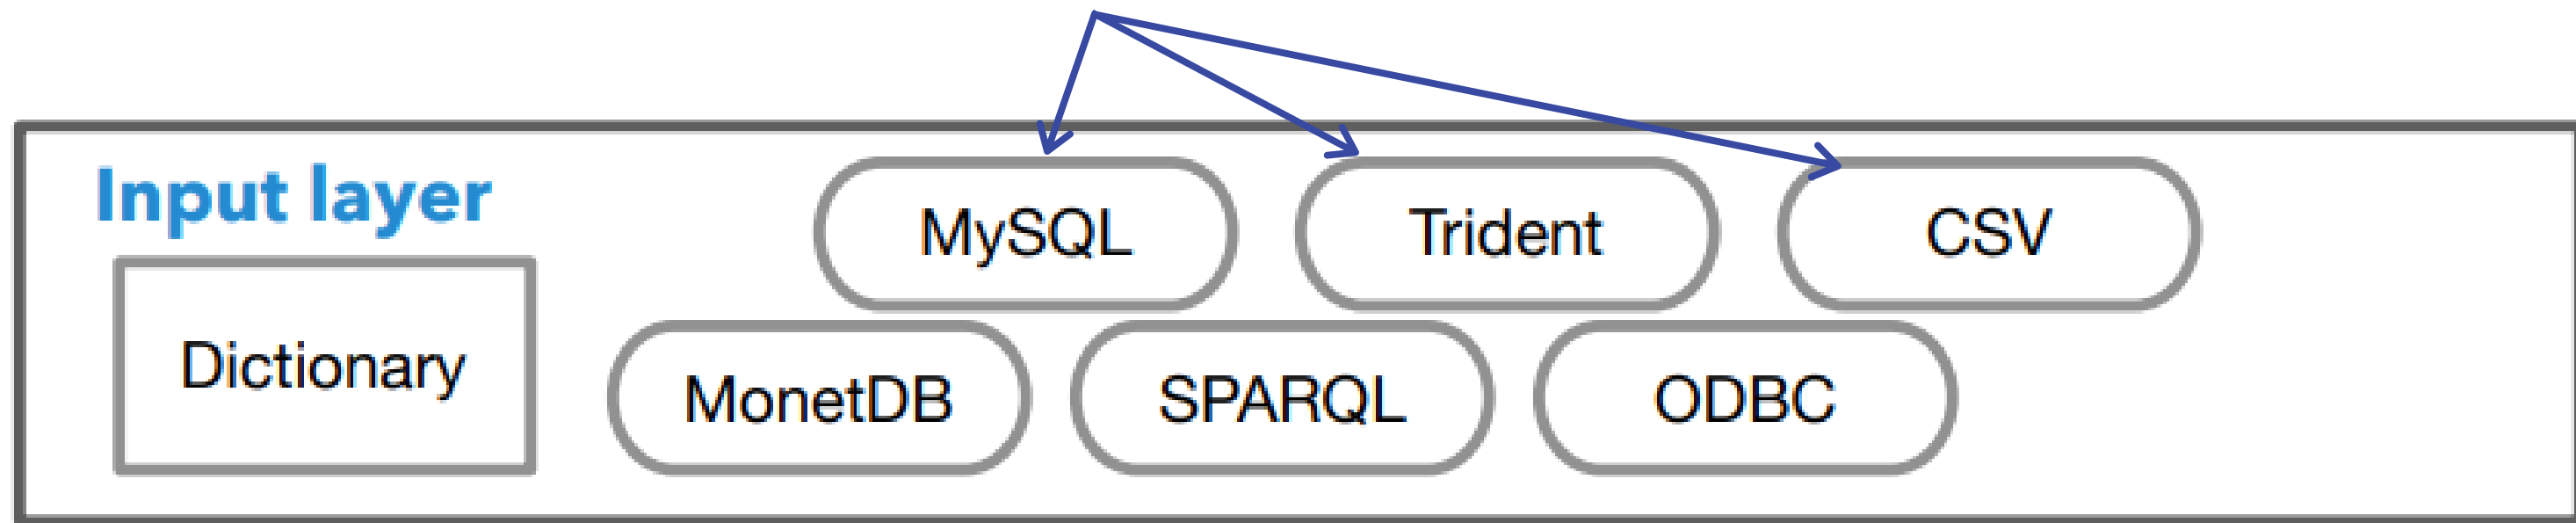 Input layer
MySQL Trident CSV
Dictionary
MonetDB SPARQL ODBC